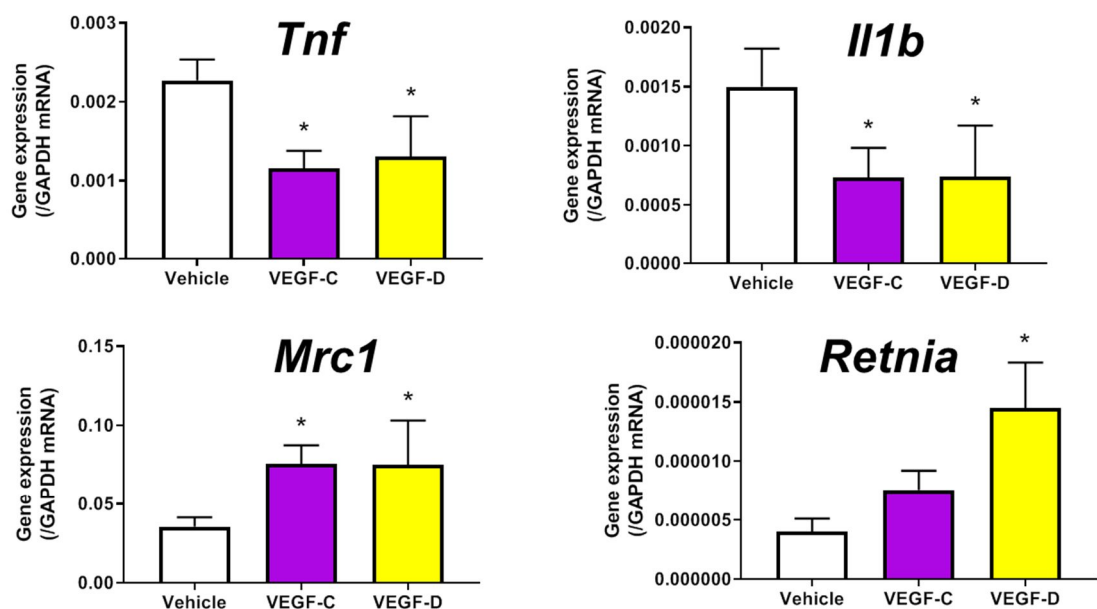 Tnf
Gene expression
(/GAPDH mRNA)
0.003
0.002
0.001
0.000
*
*
Vehicle
VEGF-C
VEGF-D
Il1b
Gene expression
(/GAPDH mRNA)
0.0020
0.0015
0.0010
0.0005
0.0000
*
*
Vehicle
VEGF-C
VEGF-D
Mrc1
Gene expression
(/GAPDH mRNA)
0.15
0.10
0.05
0.00
*
*
Vehicle
VEGF-C
VEGF-D
Retnia
Gene expression
(/GAPDH mRNA)
0.000020
0.000015
0.000010
0.000005
0.000000
*
Vehicle
VEGF-C
VEGF-D